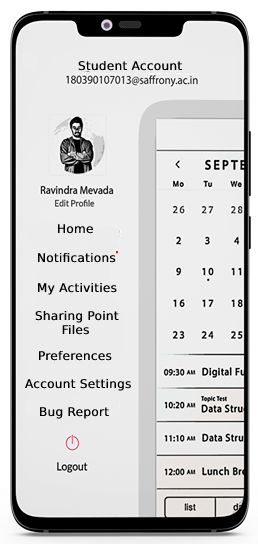 Student Account
180390107013@saffrony.ac.in
Ravindra Mevada
Edit Profile
Home
Notifications
My Activities
Sharing Point
Files
Preferences
Account Settings
Bug Report
Logout
< SEPTE
Mo Tu We
26 27 28
2 3 4
9 10 11
16 17 18
23 24 25
09:30 AM Digital Fu
10:20 AM Topic Test
Data Struc
11:10 AM Data Struc
12:00 AM Lunch Bre
list da